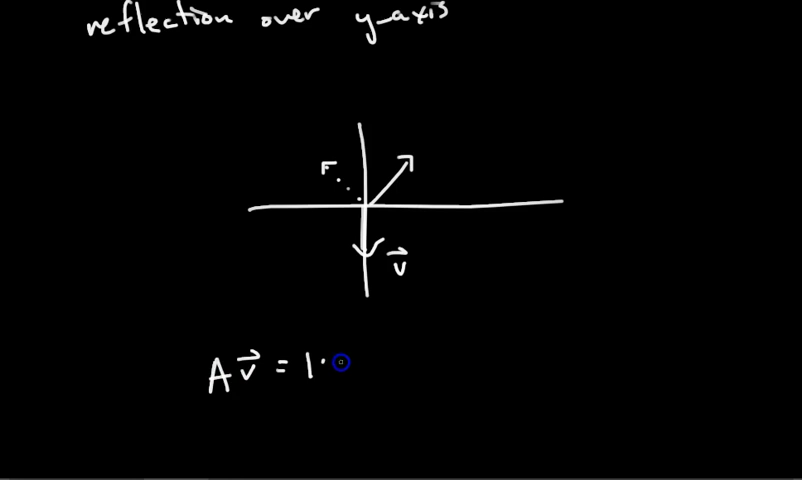 reflection over y-axis
v⃗
Av⃗ = 1·